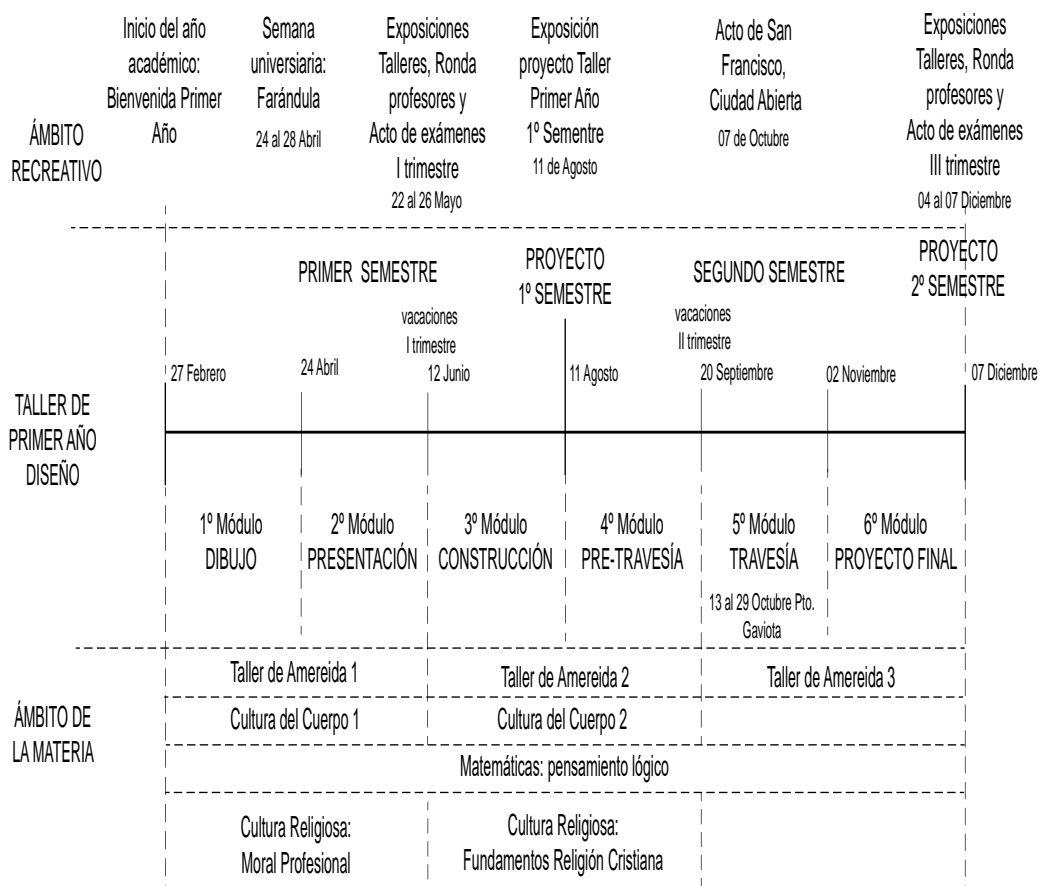 Inicio del año
académico:
Bienvenida Primer
Año
Semana
universiaria:
Farándula
24 al 28 Abril
Exposiciones
Talleres, Ronda
profesores y
Acto de exámenes
I trimestre
22 al 26 Mayo
Exposición
proyecto Taller
Primer Año
1º Sementre
11 de Agosto
Acto de San
Francisco,
Ciudad Abierta
07 de Octubre
Exposiciones
Talleres, Ronda
profesores y
Acto de exámenes
III trimestre
04 al 07 Diciembre
ÁMBITO
RECREATIVO
PRIMER SEMESTRE
PROYECTO
1º SEMESTRE
SEGUNDO SEMESTRE
PROYECTO
2º SEMESTRE
vacaciones
I trimestre
vacaciones
II trimestre
27 Febrero
24 Abril
12 Junio
11 Agosto
20 Septiembre
02 Noviembre
07 Diciembre
TALLER DE
PRIMER AÑO
DISEÑO
1º Módulo
DIBUJO
2º Módulo
PRESENTACIÓN
3º Módulo
CONSTRUCCIÓN
4º Módulo
PRE-TRAVESÍA
5º Módulo
TRAVESÍA
13 al 29 Octubre Pto.
Gaviota
6º Módulo
PROYECTO FINAL
ÁMBITO DE
LA MATERIA
Taller de Amereida 1
Taller de Amereida 2
Taller de Amereida 3
Cultura del Cuerpo 1
Cultura del Cuerpo 2
Matemáticas: pensamiento lógico
Cultura Religiosa:
Moral Profesional
Cultura Religiosa:
Fundamentos Religión Cristiana